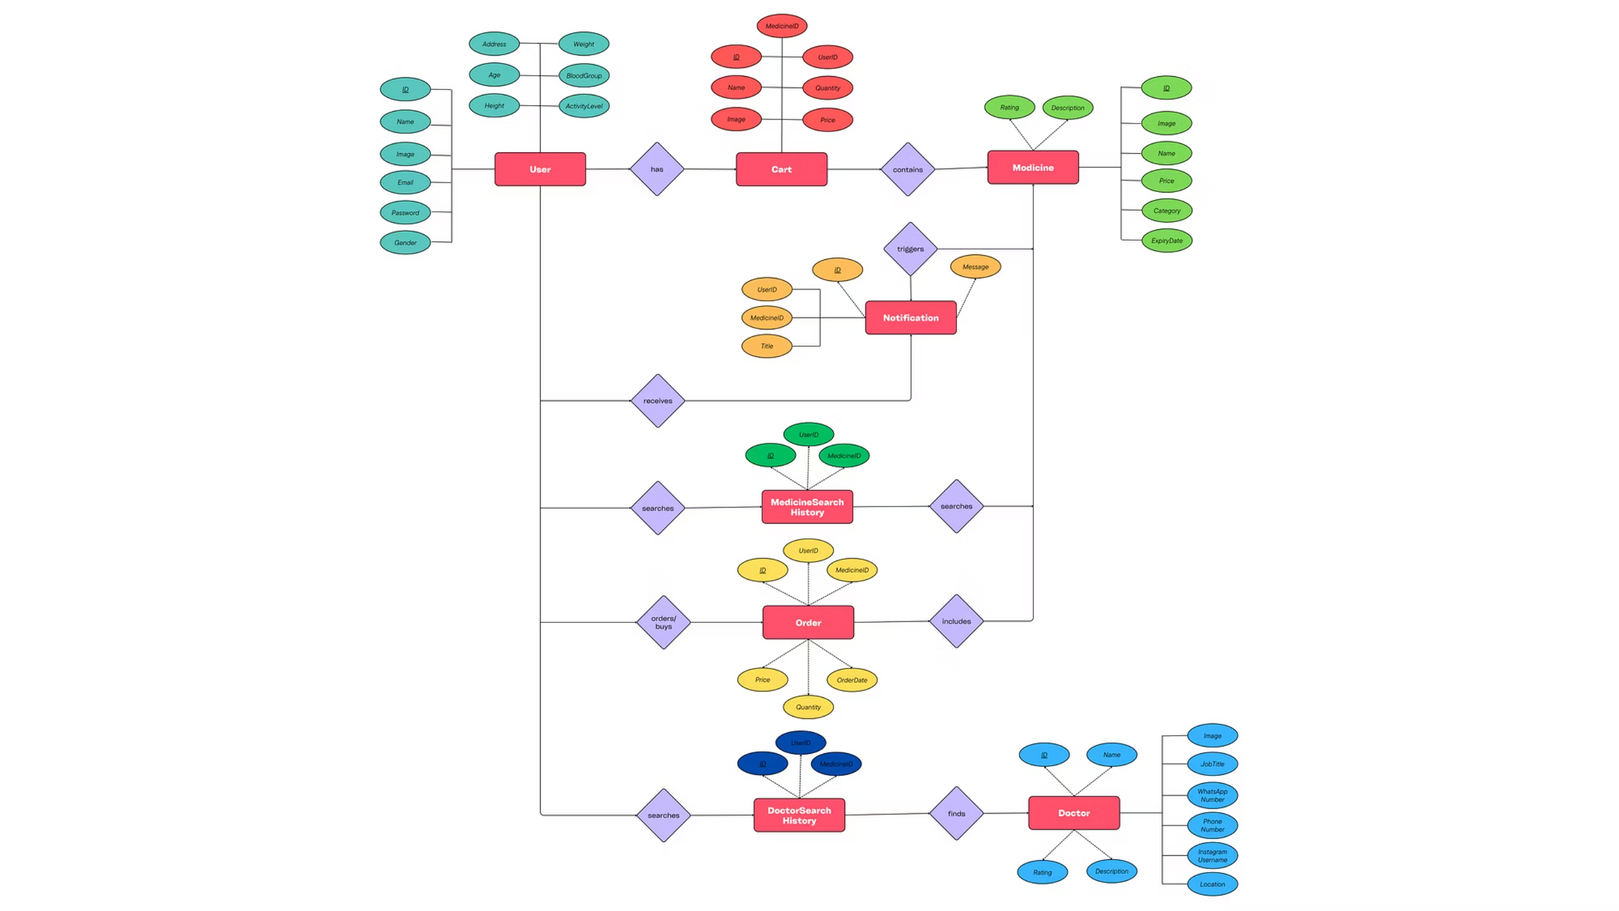 MedicineID
Address
Weight
ID
UserID
Age
BloodGroup
ID
Name
Quantity
ID
Height
ActivityLevel
Rating
Description
Name
Image
Price
Image
Image
Name
User
has
Cart
contains
Modicine
Email
Price
Password
Category
Gender
ExpiryDate
triggers
ID
Message
UserID
MedicineID
Notification
Title
receives
UserID
ID
MedicineID
searches
MedicineSearch
History
searches
UserID
ID
MedicineID
orders/
buys
Order
includes
Price
OrderDate
Quantity
Image
UserID
ID
Name
ID
MedicineID
JobTitle
WhatsApp
Number
searches
DoctorSearch
History
finds
Doctor
Phone
Number
Instagram
Username
Rating
Description
Location